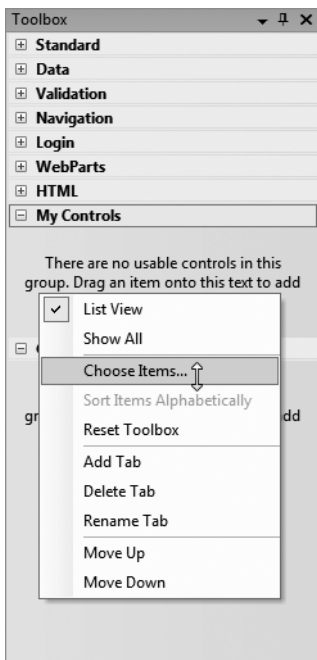 Toolbox
Standard
Data
Validation
Navigation
Login
WebParts
HTML
My Controls
There are no usable controls in this
group. Drag an item onto this text to add
List View
Show All
Choose Items...
Sort Items Alphabetically
Reset Toolbox
Add Tab
Delete Tab
Rename Tab
Move Up
Move Down